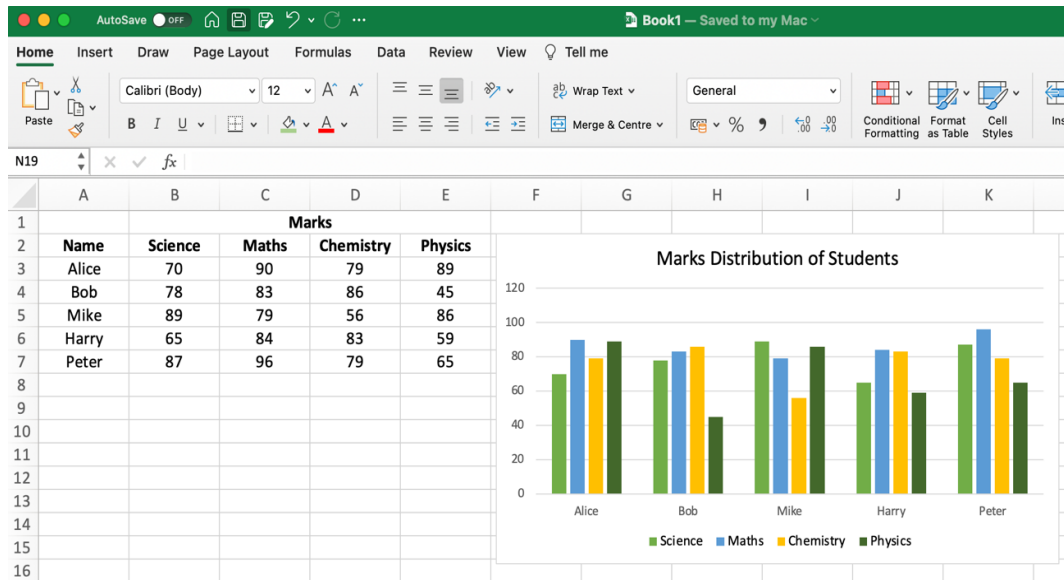 AutoSave OFF Book1 — Saved to my Mac
Home Insert Draw Page Layout Formulas Data Review View Tell me
Paste Calibri (Body) 12 A A ab Wrap Text General Conditional Formatting Format as Table Cell Styles Ins
B I U A Merge & Centre % .00
N19 fx
A B C D E F G H I J K
1 Marks
2 Name Science Maths Chemistry Physics
3 Alice 70 90 79 89
4 Bob 78 83 86 45
5 Mike 89 79 56 86
6 Harry 65 84 83 59
7 Peter 87 96 79 65
8
9
10
11
12
13
14
15
16
Marks Distribution of Students
120
100
80
60
40
20
0
Alice Bob Mike Harry Peter
Science Maths Chemistry Physics